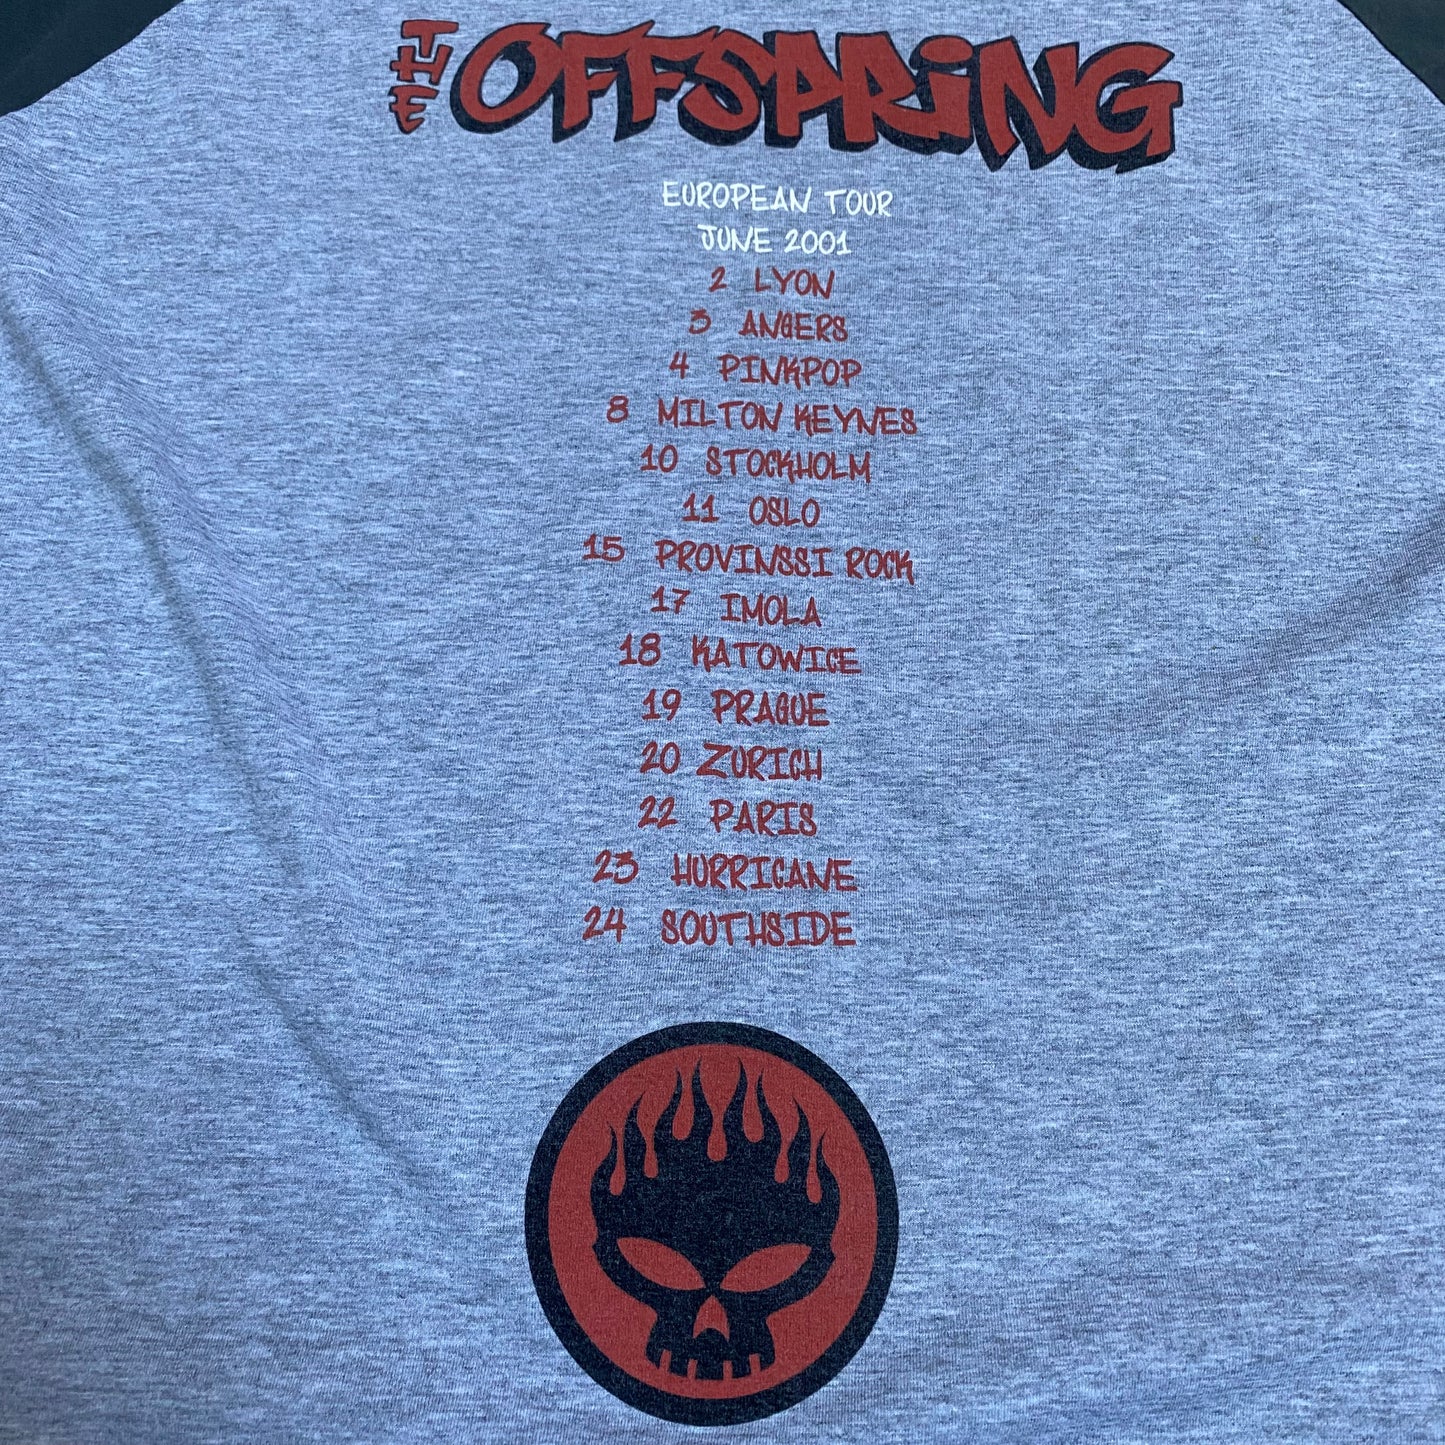 THE OFFSPRiNG
EUROPEAN TOUR
JUNE 2001
2 LYON
3 ANGERS
4 PINKPOP
8 MILTON KEYNES
10 STOCKHOLM
11 OSLO
15 PROVINSSI ROCK
17 IMOLA
18 KATOWICE
19 PRAGUE
20 ZURICH
22 PARIS
23 HURRICANE
24 SOUTHSIDE